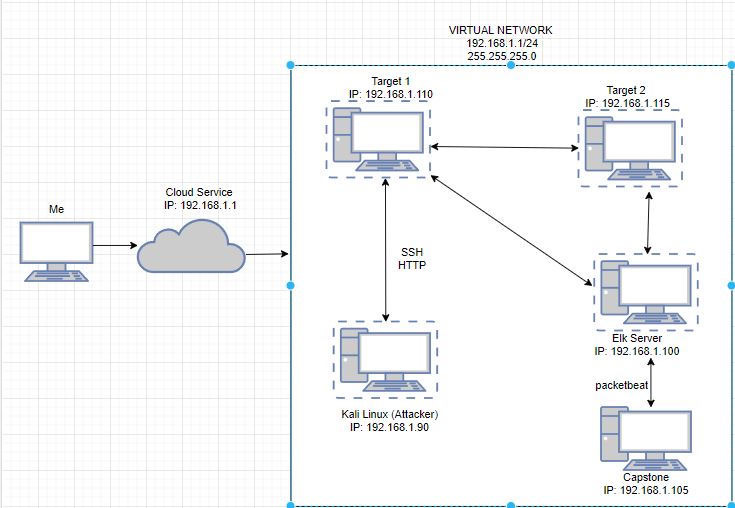 VIRTUAL NETWORK
192.168.1.1/24
255.255.255.0
Target 1
IP: 192.168.1.110
Target 2
IP: 192.168.1.115
Cloud Service
IP: 192.168.1.1
Me
SSH
HTTP
Elk Server
IP: 192.168.1.100
packetbeat
Kali Linux (Attacker)
IP: 192.168.1.90
Capstone
IP: 192.168.1.105